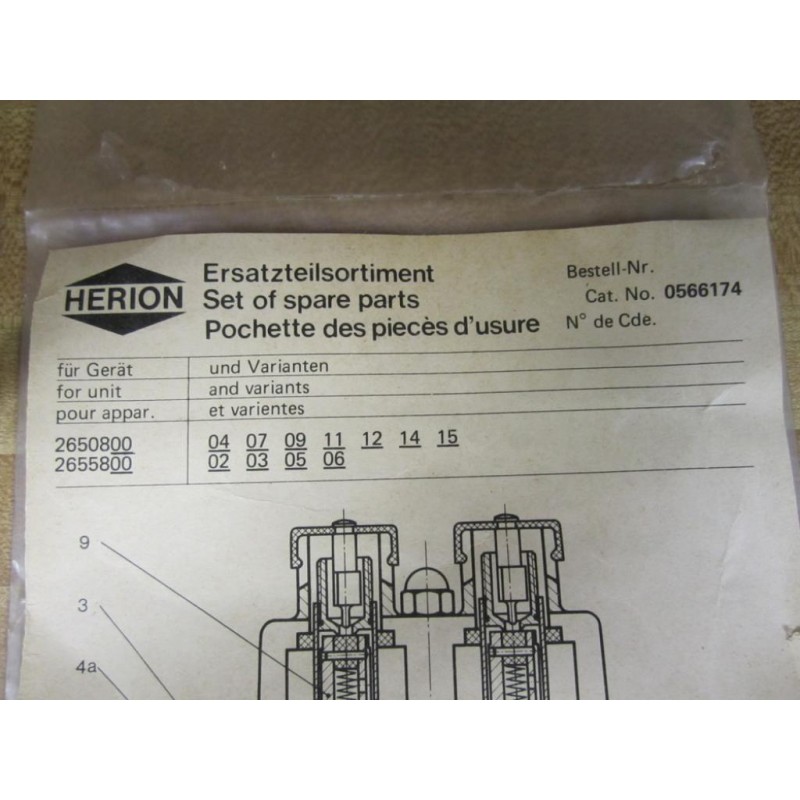 HERION
Ersatzteilsortiment
Set of spare parts
Pochette des piecès d'usure
Bestell-Nr.
Cat. No. 0566174
N° de Cde.
für Gerät und Varianten
for unit and variants
pour appar. et varientes
2650800 04 07 09 11 12 14 15
2655800 02 03 05 06
9
3
4a